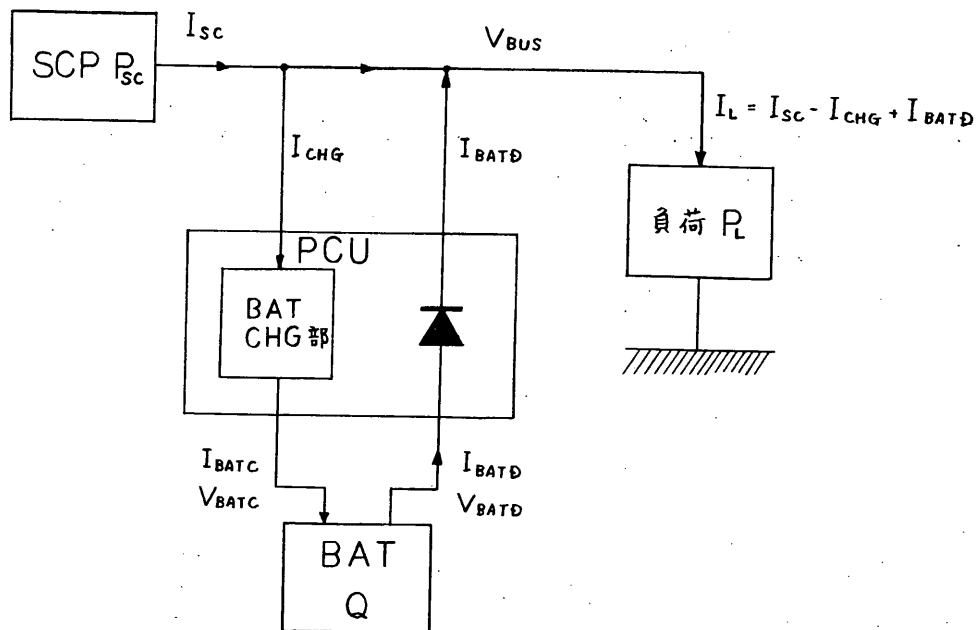 I_SC
V_BUS
SCP P_SC
I_L = I_SC - I_CHG + I_BATD
I_CHG
I_BATD
負荷 P_L
PCU
BAT
CHG部
I_BATC
V_BATC
I_BATD
V_BATD
BAT
Q